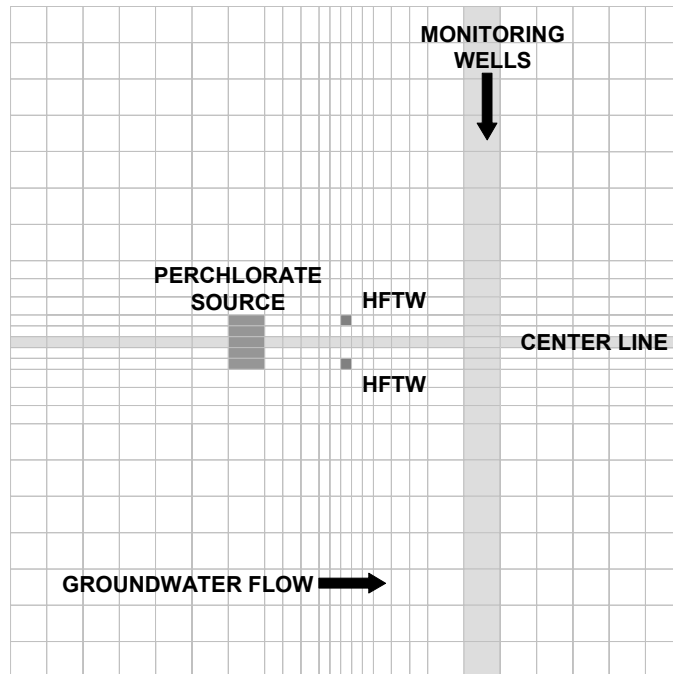 MONITORING
WELLS
PERCHLORATE
SOURCE
HFTW
CENTER LINE
HFTW
GROUNDWATER FLOW